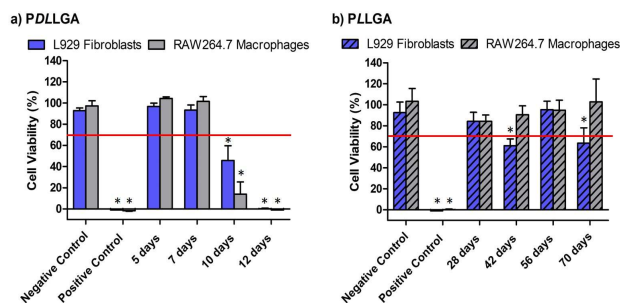 a) PDLLGA
L929 Fibroblasts
RAW264.7 Macrophages
Cell Viability (%)
140
120
100
80
60
40
20
0
* *
*
*
* *
Negative Control
Positive Control
5 days
7 days
10 days
12 days
b) PLLGA
L929 Fibroblasts
RAW264.7 Macrophages
Cell Viability (%)
140
120
100
80
60
40
20
0
* *
*
*
Negative Control
Positive Control
28 days
42 days
56 days
70 days